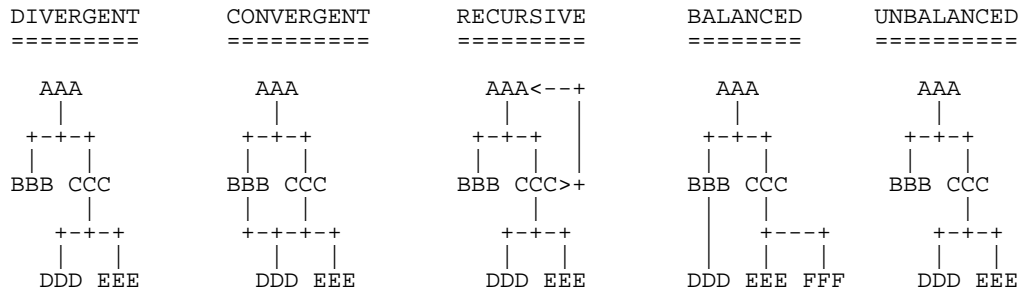 DIVERGENT CONVERGENT RECURSIVE BALANCED UNBALANCED
========= ========== ========= ======== ==========
AAA AAA AAA<--+ AAA AAA
| | | | | |
+-+-+ +-+-+ +-+-+ | +-+-+ +-+-+
| | | | | | | | | | |
BBB CCC BBB CCC BBB CCC>+ BBB CCC BBB CCC
| | | | | | |
+-+-+ +-+-+-+ +-+-+ | +---+ +-+-+
| | | | | | | | | | |
DDD EEE DDD EEE DDD EEE DDD EEE FFF DDD EEE